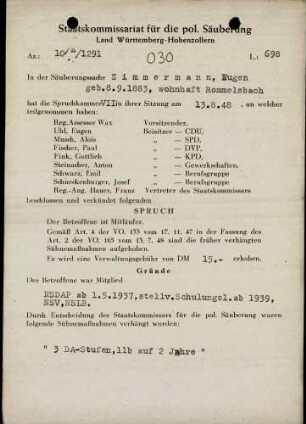 Staatskommissariat für die pol. Säuberung
Land Württemberg-Hohenzollern
Az.: 10/ /1291
030
L: 698
In der Säuberungssache Zimmermann, Eugen
geb.8.9.1883, wohnhaft Rommelsbach
hat die Spruchkammer VII in ihrer Sitzung am 13.8.48 , an welcher
teilgenommen haben:
Reg.Assessor Wax Vorsitzender,
Uhl, Eugen Beisitzer — CDU,
Musch, Alois „ — SPD,
Fischer, Paul „ — DVP,
Fink, Gottlieb „ — KPD,
Steinacher, Anton „ — Gewerkschaften,
Schwarz, Emil „ — Berufsgruppe
Schirekenburger, Josef „ — Berufsgruppe
Reg.-Ang. Hauer, Franz Vertreter des Staatskommissars
beschlossen und verkündet folgenden
SPRUCH
Der Betroffene ist Mitläufer.
Gemäß Art. 4 der VO. 133 vom 17. 11. 47 in der Fassung des
Art. 2 der VO. 165 vom 13. 7. 48 sind die früher verhängten
Sühnemaßnahmen aufgehoben.
Es wird eine Verwaltungsgebühr von DM 15.- erhoben.
Gründe
Der Betroffene war Mitglied
NSDAP ab 1.5.1937, stellv.Schulungsl.ab 1939,
NSV,NSLB.
Durch Entscheidung des Staatskommissars für die pol. Säuberung waren
folgende Sühnemaßnahmen verhängt worden:
" 3 DA-Stufen,11b auf 2 Jahre "